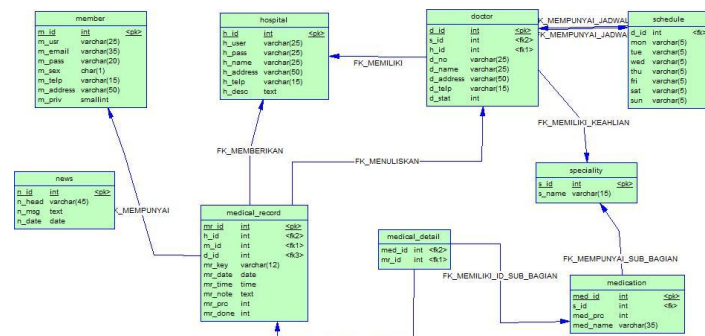 member
m_id int <pk>
m_usr varchar(25)
m_email varchar(35)
m_pass varchar(20)
m_sex char(1)
m_telp varchar(15)
m_address varchar(50)
m_priv smallint
hospital
h_id int <pk>
h_user varchar(25)
h_pass varchar(25)
h_name varchar(25)
h_address varchar(50)
h_telp varchar(15)
h_desc text
doctor
d_id int <pk>
s_id int <fk2>
h_id int <fk1>
d_no varchar(25)
d_name varchar(25)
d_address varchar(50)
d_telp varchar(15)
d_stat int
schedule
d_id int <fk>
mon varchar(5)
tue varchar(5)
wed varchar(5)
thu varchar(5)
fri varchar(5)
sat varchar(5)
sun varchar(5)
FK_MEMPUNYAI_JADWAL
FK_MEMPUNYAI_JADWA
FK_MEMILIKI
FK_MEMILIKI_KEAHLIAN
FK_MEMBERIKAN
FK_MENULISKAN
news
n_id int <pk>
n_head varchar(45)
n_msg text
n_date date
FK_MEMPUNYAI
speciality
s_id int <pk>
s_name varchar(15)
medical_record
mr_id int <pk>
h_id int <fk2>
m_id int <fk1>
d_id int <fk3>
mr_key varchar(12)
mr_date date
mr_time time
mr_note text
mr_prc int
mr_done int
medical_detail
med_id int <fk2>
mr_id int <fk1>
FK_MEMILIKI_ID_SUB_BAGIAN
FK_MEMPUNYAI_SUB_BAGIAN
medication
med_id int <pk>
s_id int <fk>
med_prc int
med_name varchar(35)